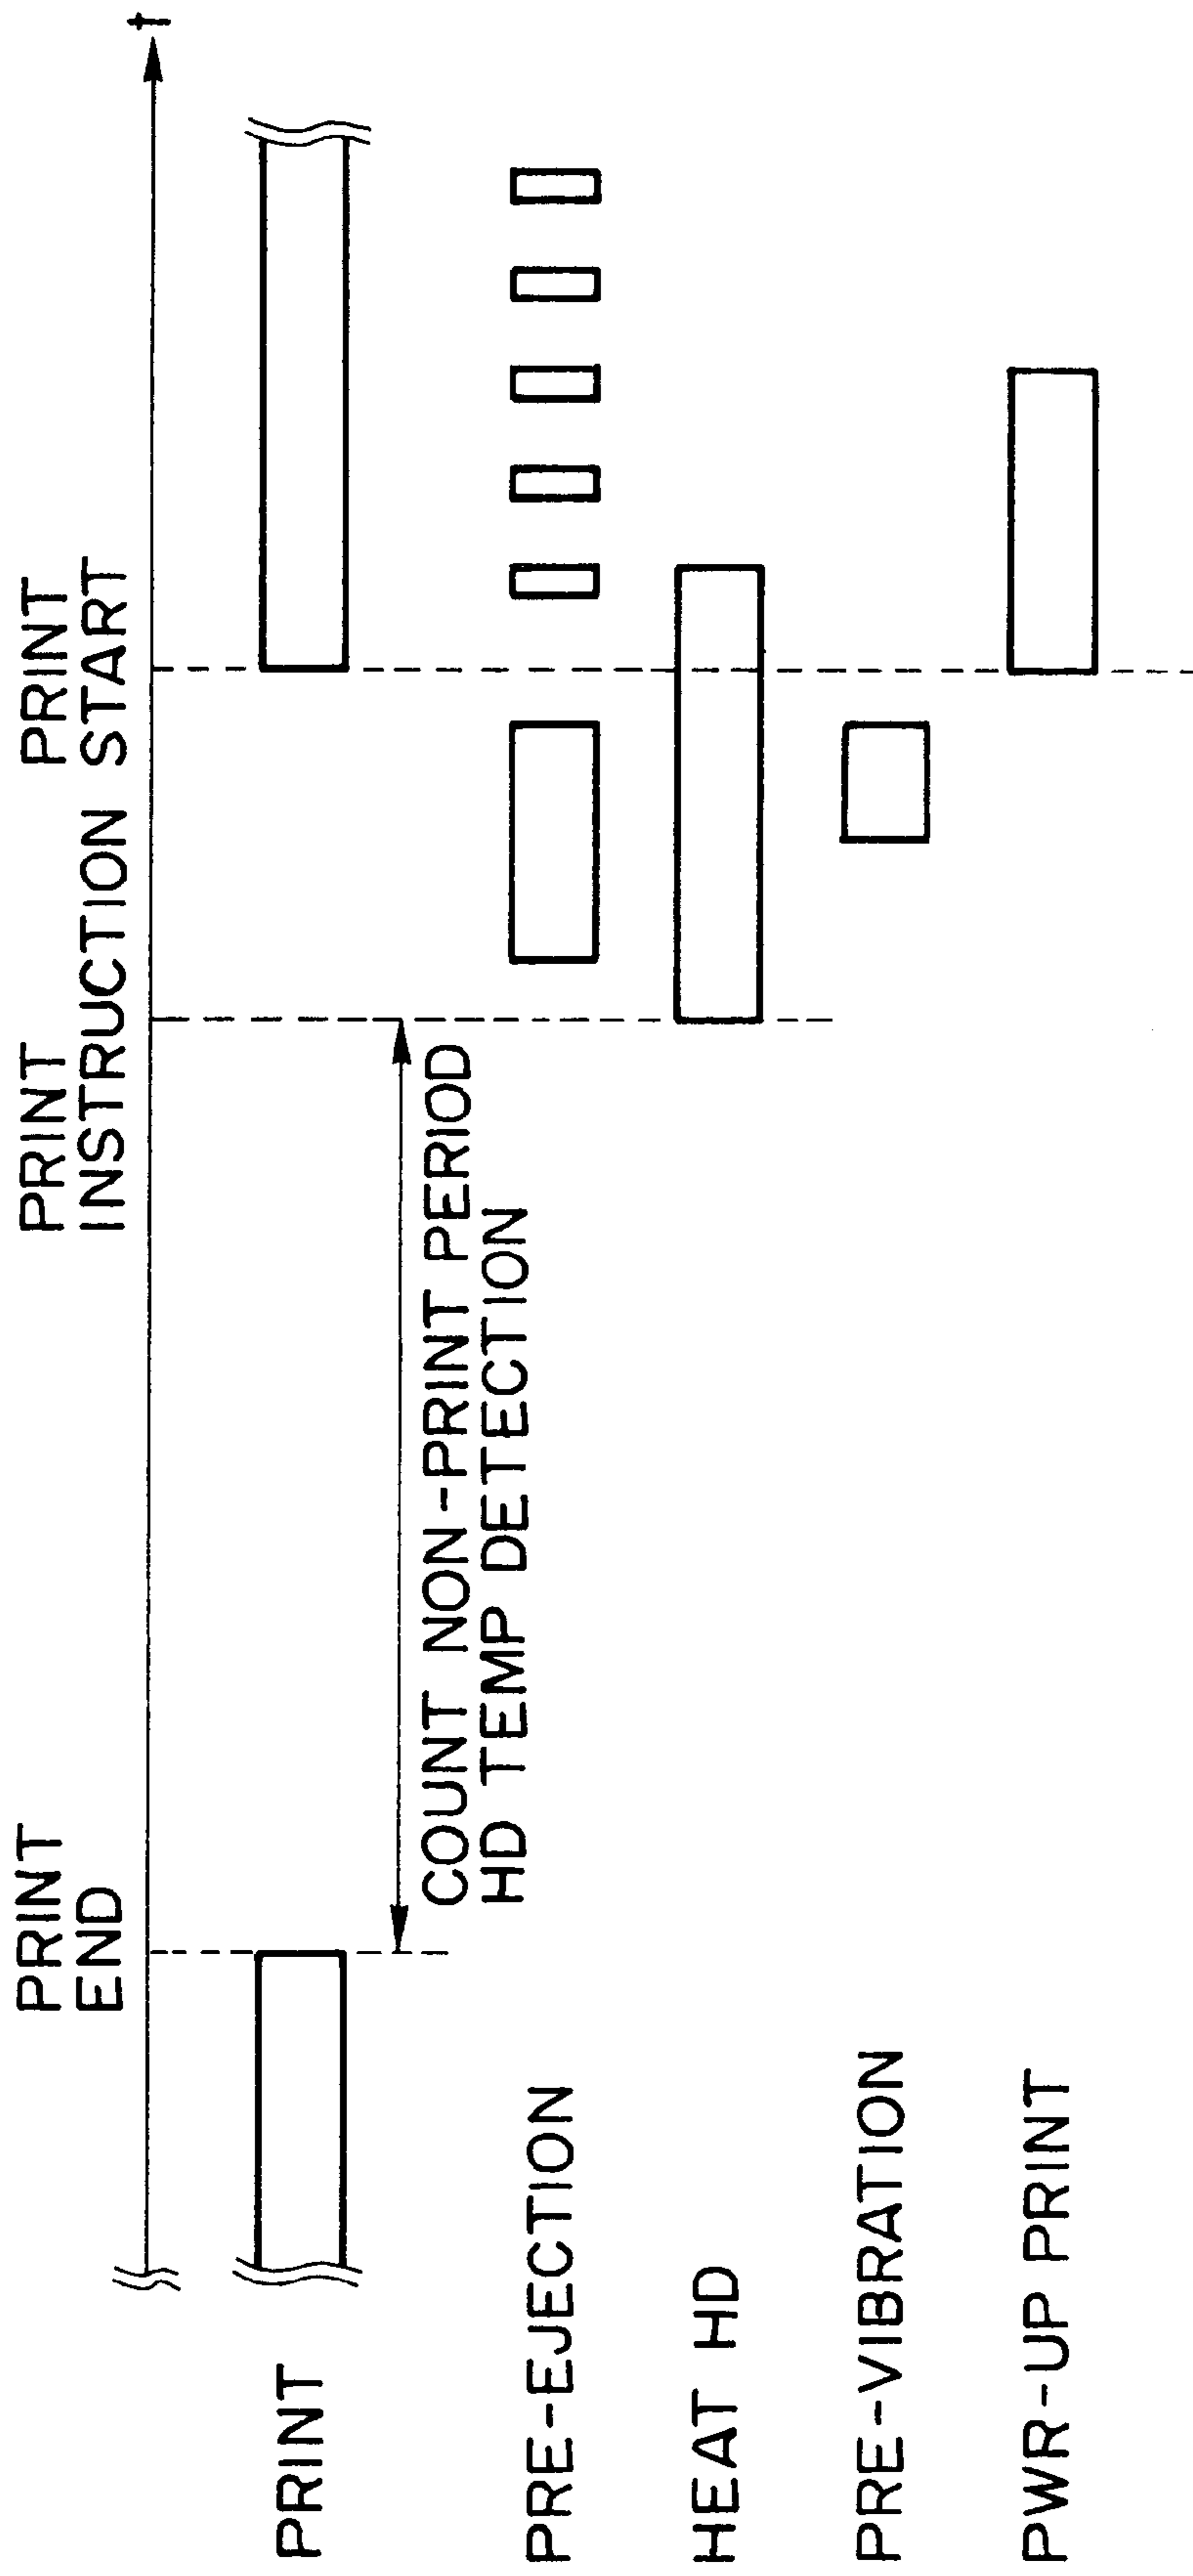 PRINT
END
PRINT
INSTRUCTION
PRINT
START
t
PRINT
COUNT NON-PRINT PERIOD
HD TEMP DETECTION
PRE-EJECTION
HEAT HD
PRE-VIBRATION
PWR-UP PRINT